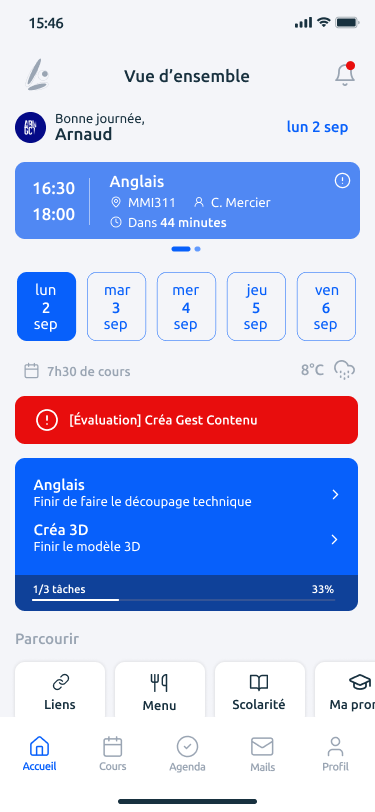 15:46
Vue d'ensemble
Bonne journée,
Arnaud
lun 2 sep
16:30
18:00
Anglais
MMI311 C. Mercier
Dans 44 minutes
lun
2
sep
mar
3
sep
mer
4
sep
jeu
5
sep
ven
6
sep
7h30 de cours
8°C
[Évaluation] Créa Gest Contenu
Anglais
Finir de faire le découpage technique
Créa 3D
Finir le modèle 3D
1/3 tâches
33%
Parcourir
Liens
Menu
Scolarité
Ma pro
Accueil
Cours
Agenda
Mails
Profil